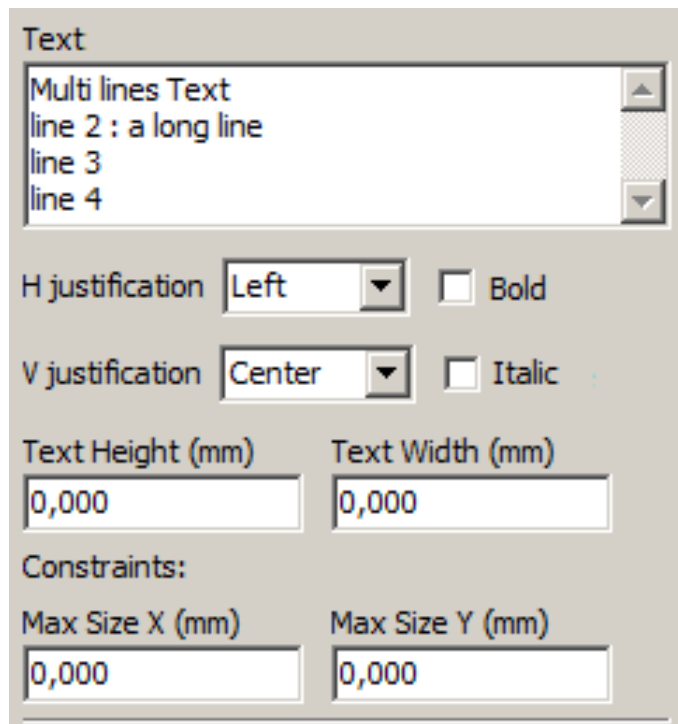 Text
Multi lines Text
line 2 : a long line
line 3
line 4
H justification Left Bold
V justification Center Italic
Text Height (mm) Text Width (mm)
0,000 0,000
Constraints:
Max Size X (mm) Max Size Y (mm)
0,000 0,000